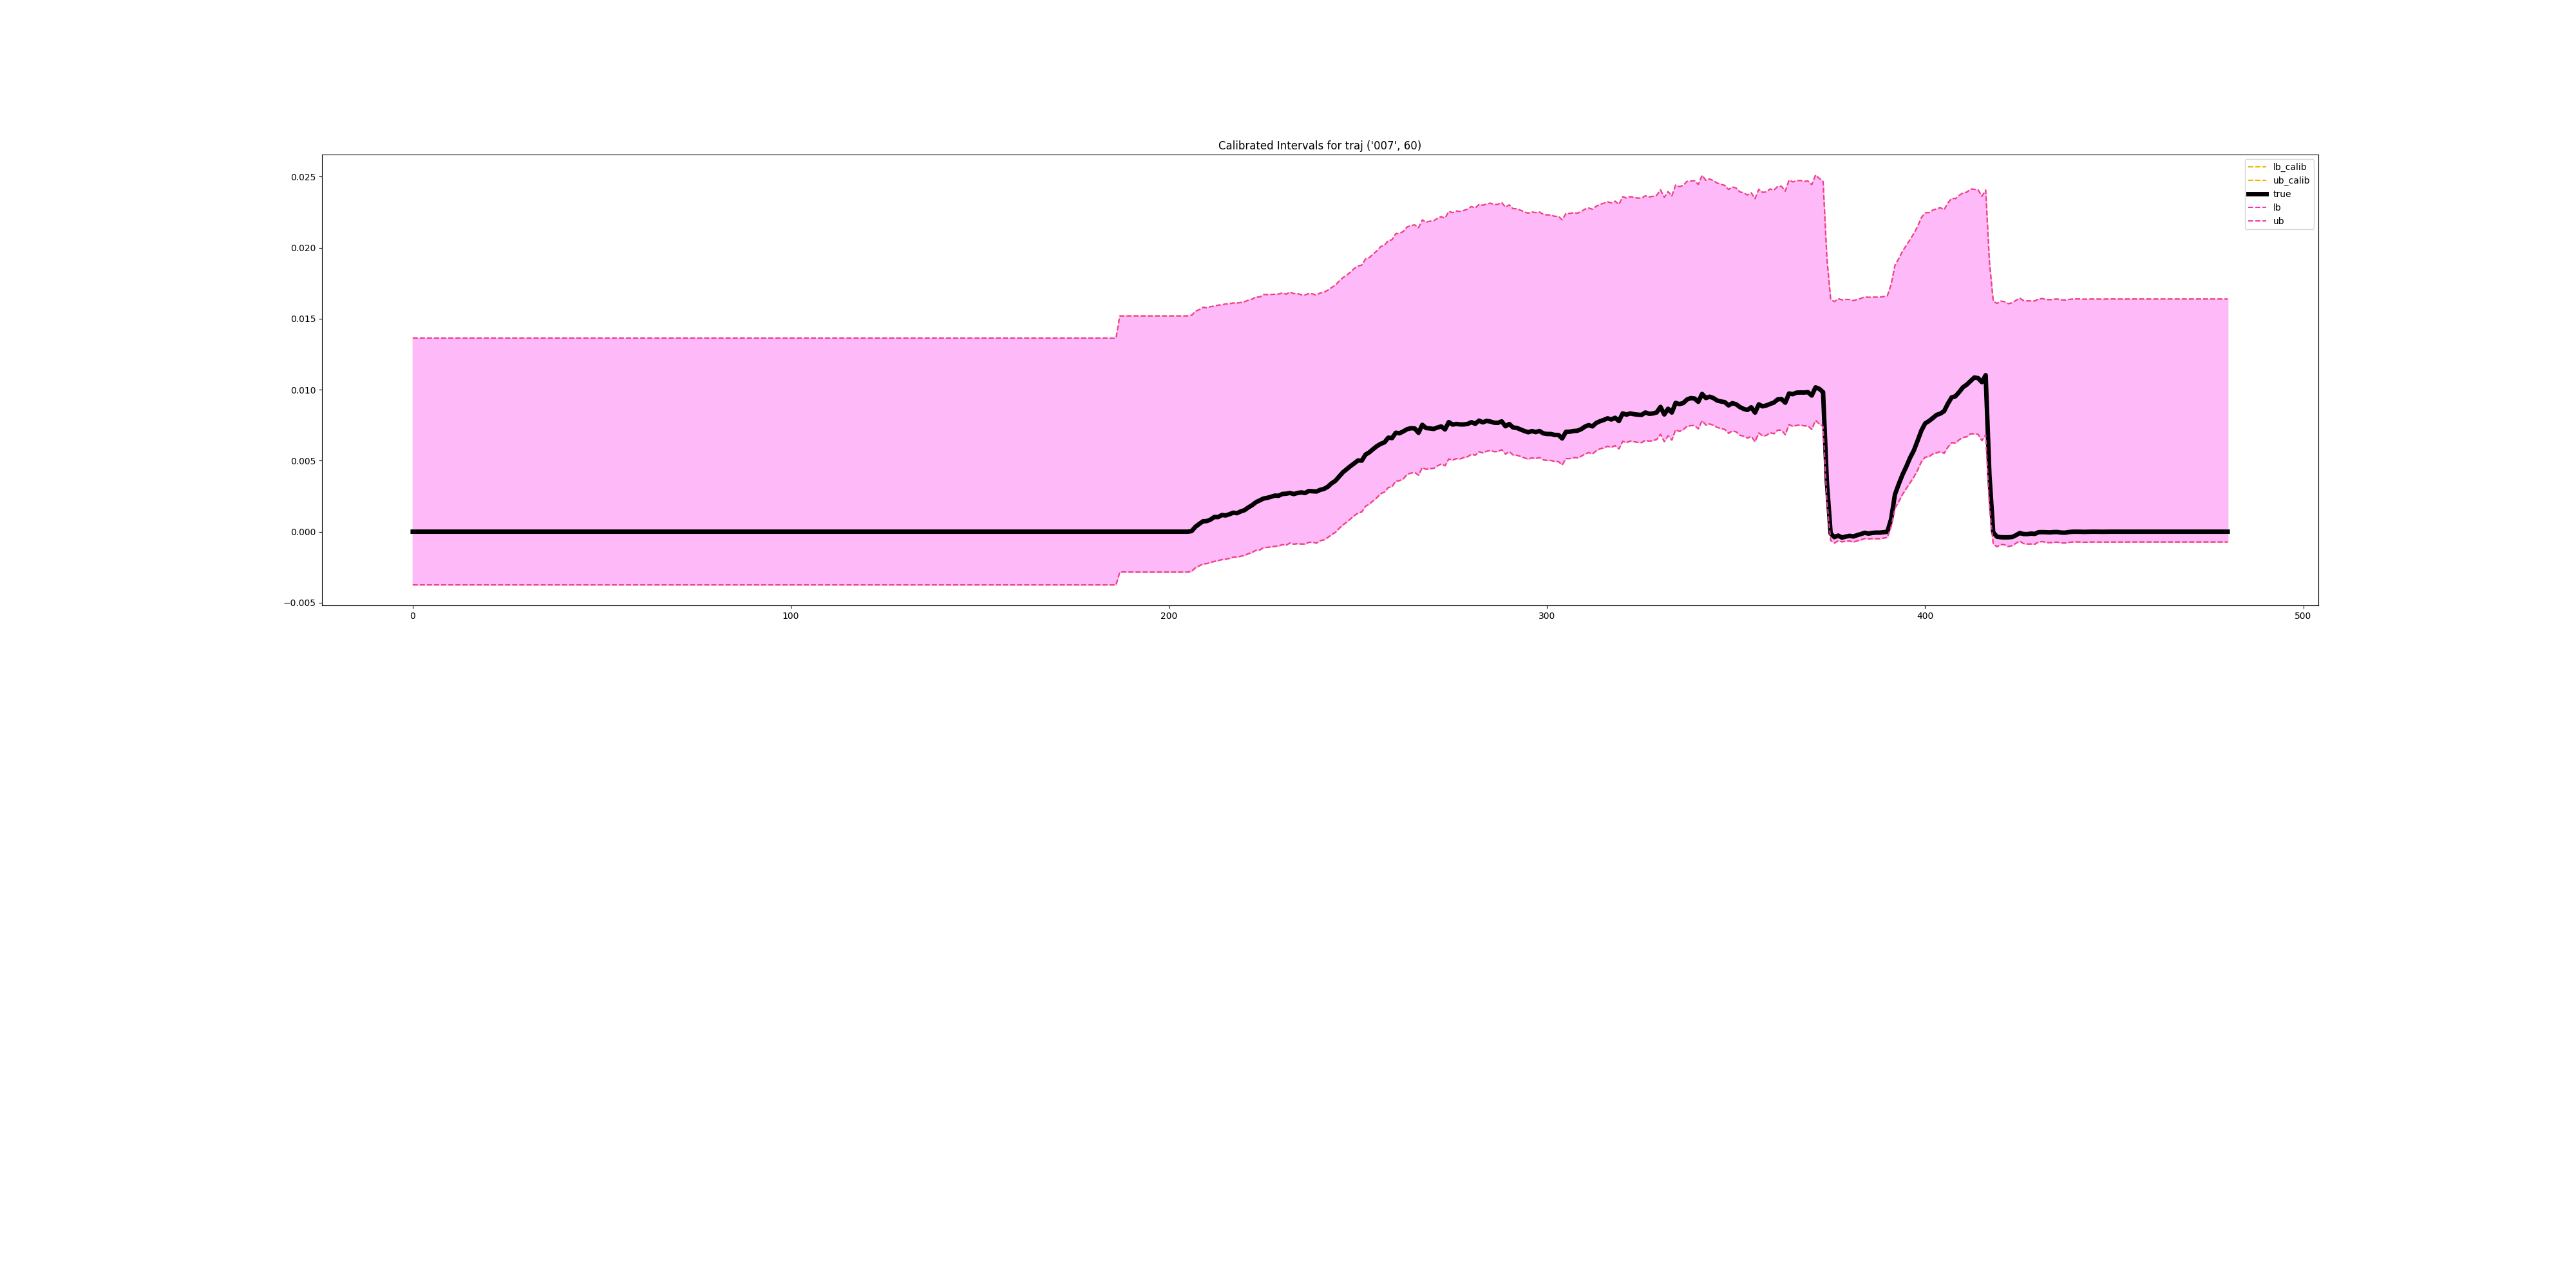 Calibrated Intervals for traj ('007', 60)
0.025
0.020
0.015
0.010
0.005
0.000
−0.005
0
100
200
300
400
500
lb_calib
ub_calib
true
lb
ub